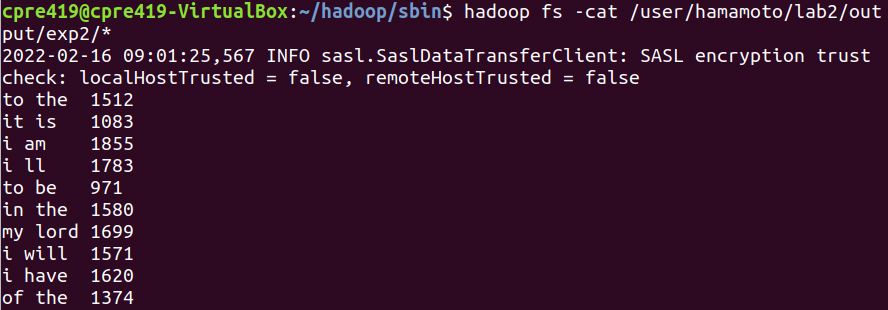 cpre419@cpre419-VirtualBox:~/hadoop/sbin$ hadoop fs -cat /user/hamamoto/lab2/out
put/exp2/*
2022-02-16 09:01:25,567 INFO sasl.SaslDataTransferClient: SASL encryption trust
check: localHostTrusted = false, remoteHostTrusted = false
to the  1512
it is   1083
i am    1855
i ll    1783
to be   971
in the  1580
my lord 1699
i will  1571
i have  1620
of the  1374